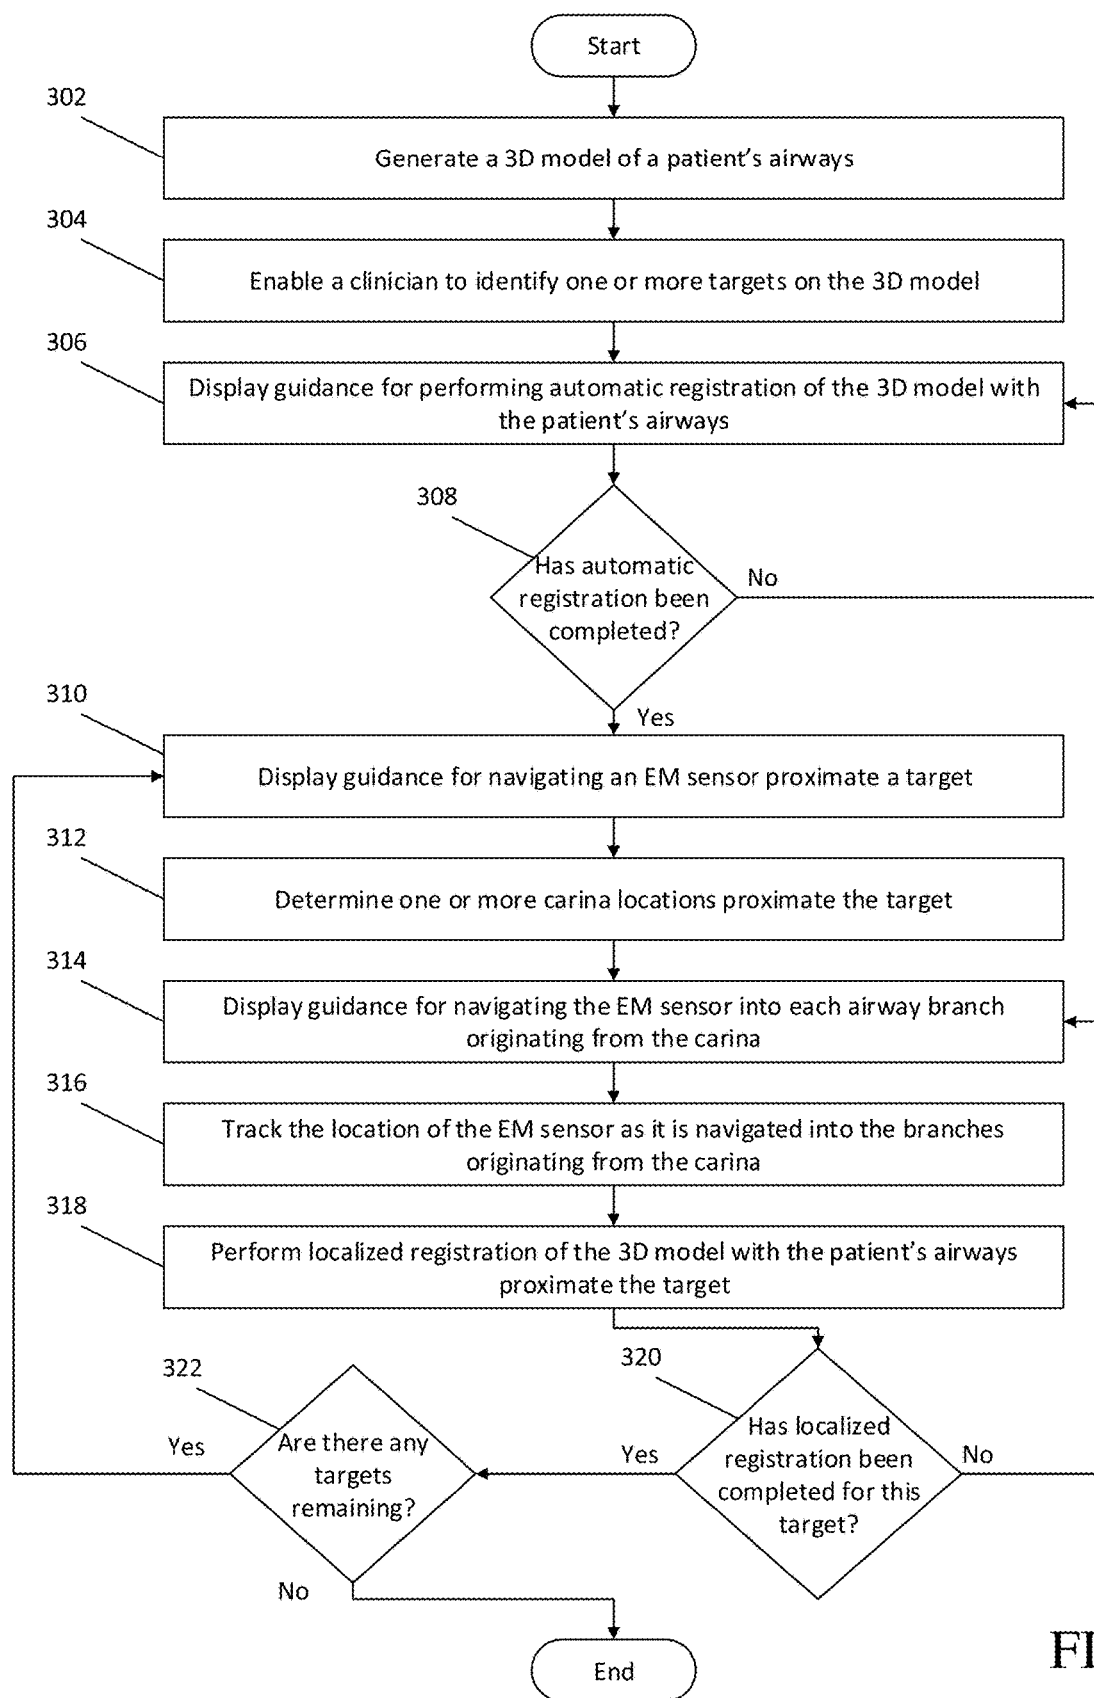 Start
302
Generate a 3D model of a patient's airways
304
Enable a clinician to identify one or more targets on the 3D model
306
Display guidance for performing automatic registration of the 3D model with
the patient's airways
308
Has automatic
registration been
completed?
No
Yes
310
Display guidance for navigating an EM sensor proximate a target
312
Determine one or more carina locations proximate the target
314
Display guidance for navigating the EM sensor into each airway branch
originating from the carina
316
Track the location of the EM sensor as it is navigated into the branches
originating from the carina
318
Perform localized registration of the 3D model with the patient's airways
proximate the target
320
Has localized
registration been
completed for this
target?
No
Yes
322
Are there any
targets
remaining?
Yes
No
End